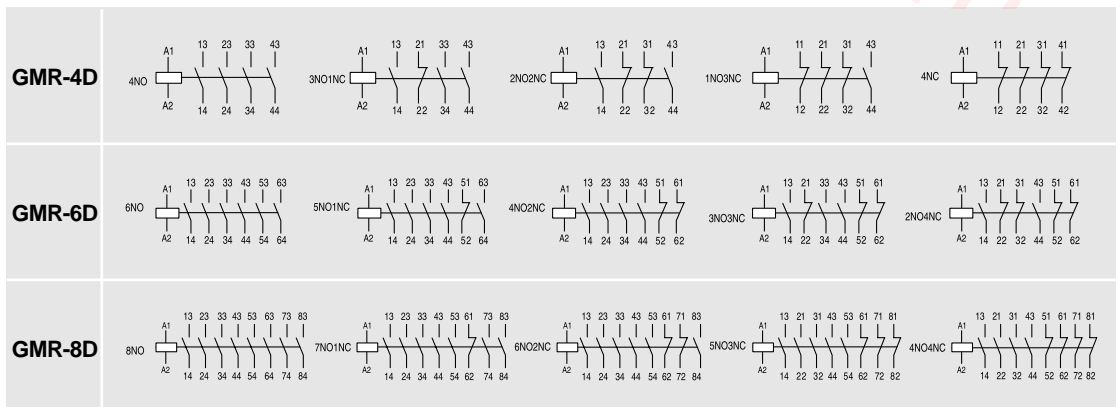 GMR-4D
4NO A1 A2 13 23 33 43
14 24 34 44
3NO1NC A1 A2 13 21 33 43
14 22 34 44
2NO2NC A1 A2 13 21 31 43
14 22 32 44
1NO3NC A1 A2 11 21 31 43
12 22 32 44
4NC A1 A2 11 21 31 41
12 22 32 42
GMR-6D
6NO A1 A2 13 23 33 43 53 63
14 24 34 44 54 64
5NO1NC A1 A2 13 23 33 43 51 63
14 24 34 44 52 64
4NO2NC A1 A2 13 23 33 43 51 61
14 24 34 44 52 62
3NO3NC A1 A2 13 21 33 43 51 61
14 22 34 44 52 62
2NO4NC A1 A2 13 21 31 43 51 61
14 22 32 44 52 62
GMR-8D
8NO A1 A2 13 23 33 43 53 63 73 83
14 24 34 44 54 64 74 84
7NO1NC A1 A2 13 23 33 43 53 61 73 83
14 24 34 44 54 62 74 84
6NO2NC A1 A2 13 23 33 43 53 61 71 83
14 24 34 44 54 62 72 84
5NO3NC A1 A2 13 21 31 43 53 61 71 81
14 22 32 44 54 62 72 82
4NO4NC A1 A2 13 21 31 43 51 61 71 81
14 22 32 44 52 62 72 82